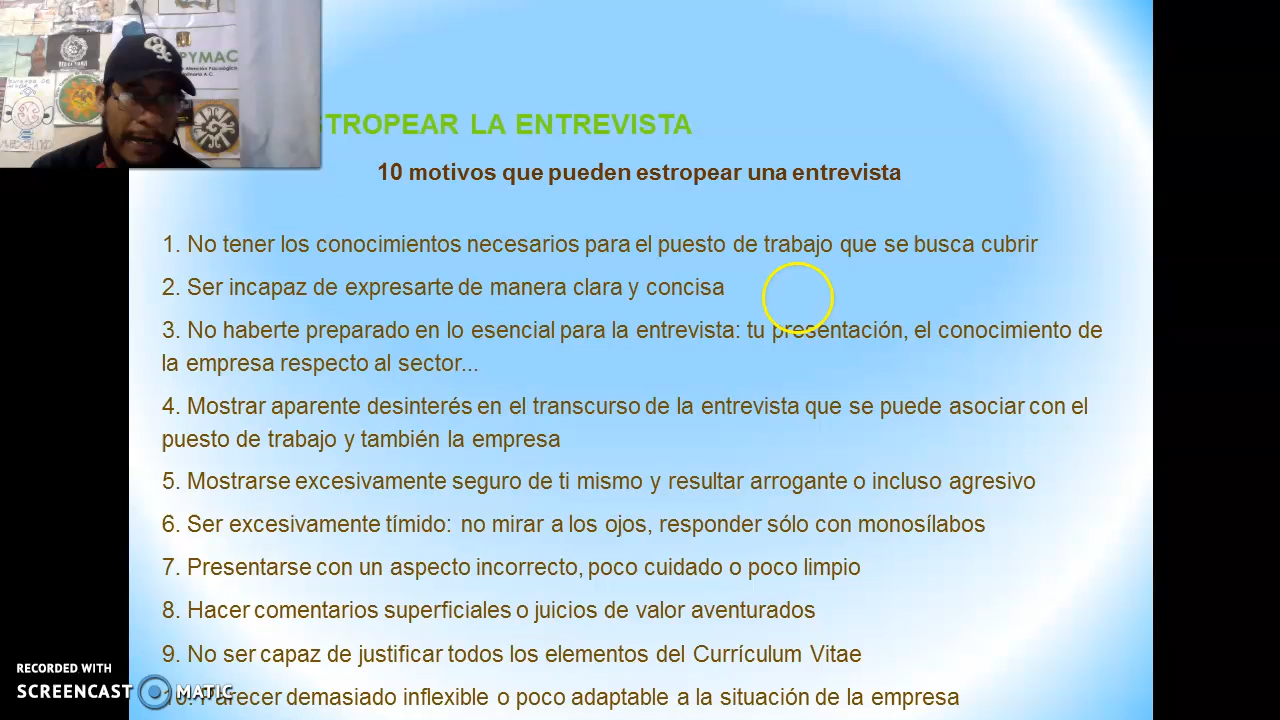 PYMAC
TROPEAR LA ENTREVISTA
10 motivos que pueden estropear una entrevista
1. No tener los conocimientos necesarios para el puesto de trabajo que se busca cubrir
2. Ser incapaz de expresarte de manera clara y concisa
3. No haberte preparado en lo esencial para la entrevista: tu presentación, el conocimiento de
la empresa respecto al sector...
4. Mostrar aparente desinterés en el transcurso de la entrevista que se puede asociar con el
puesto de trabajo y también la empresa
5. Mostrarse excesivamente seguro de ti mismo y resultar arrogante o incluso agresivo
6. Ser excesivamente tímido: no mirar a los ojos, responder sólo con monosílabos
7. Presentarse con un aspecto incorrecto, poco cuidado o poco limpio
8. Hacer comentarios superficiales o juicios de valor aventurados
9. No ser capaz de justificar todos los elementos del Currículum Vitae
10. Parecer demasiado inflexible o poco adaptable a la situación de la empresa
RECORDED WITH
SCREENCAST MATIC